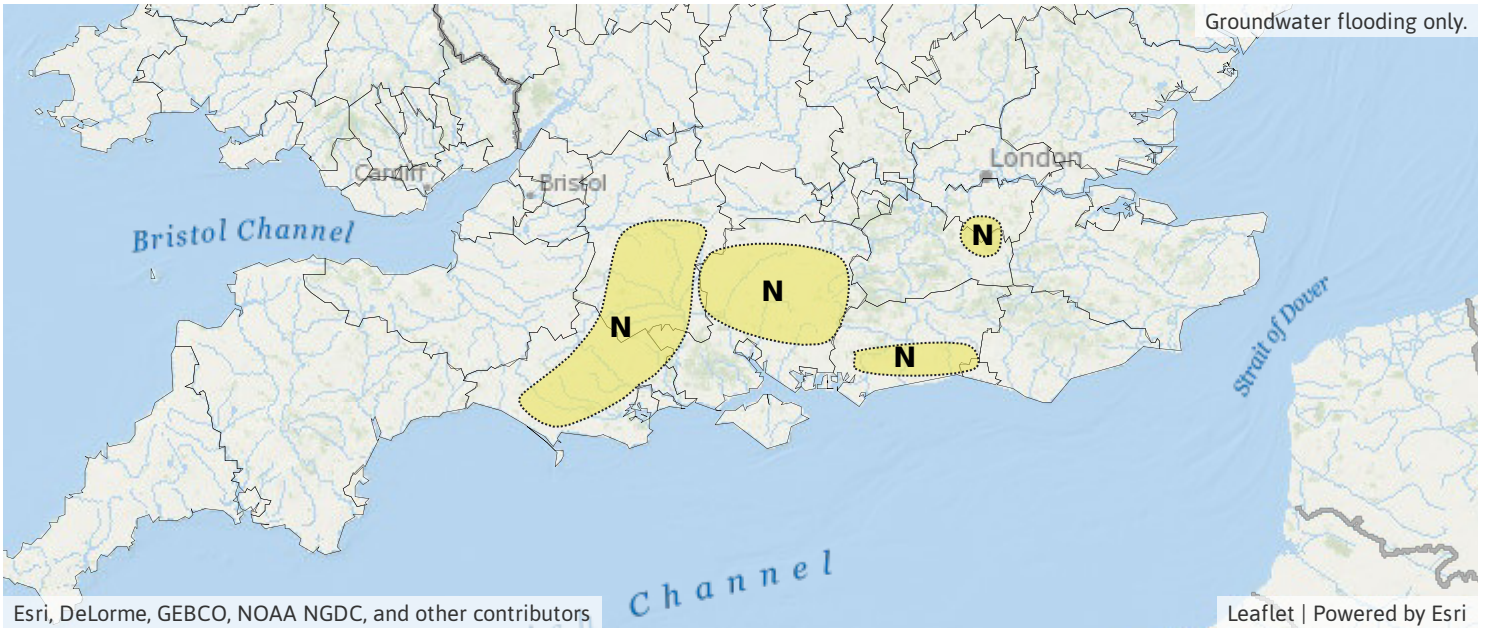 Groundwater flooding only.
London
Cardiff
Bristol
Bristol Channel
N
N
N
N
Strait of Dover
Channel
Esri, DeLorme, GEBCO, NOAA NGDC, and other contributors
Leaflet | Powered by Esri